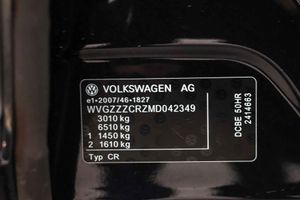 VOLKSWAGEN AG
e1-2007/46-1827
WVGZZZCRZMD042349
3010 kg
6510 kg
1 1450 kg
2 1610 kg
Typ CR
DCBE 50HR
2414663